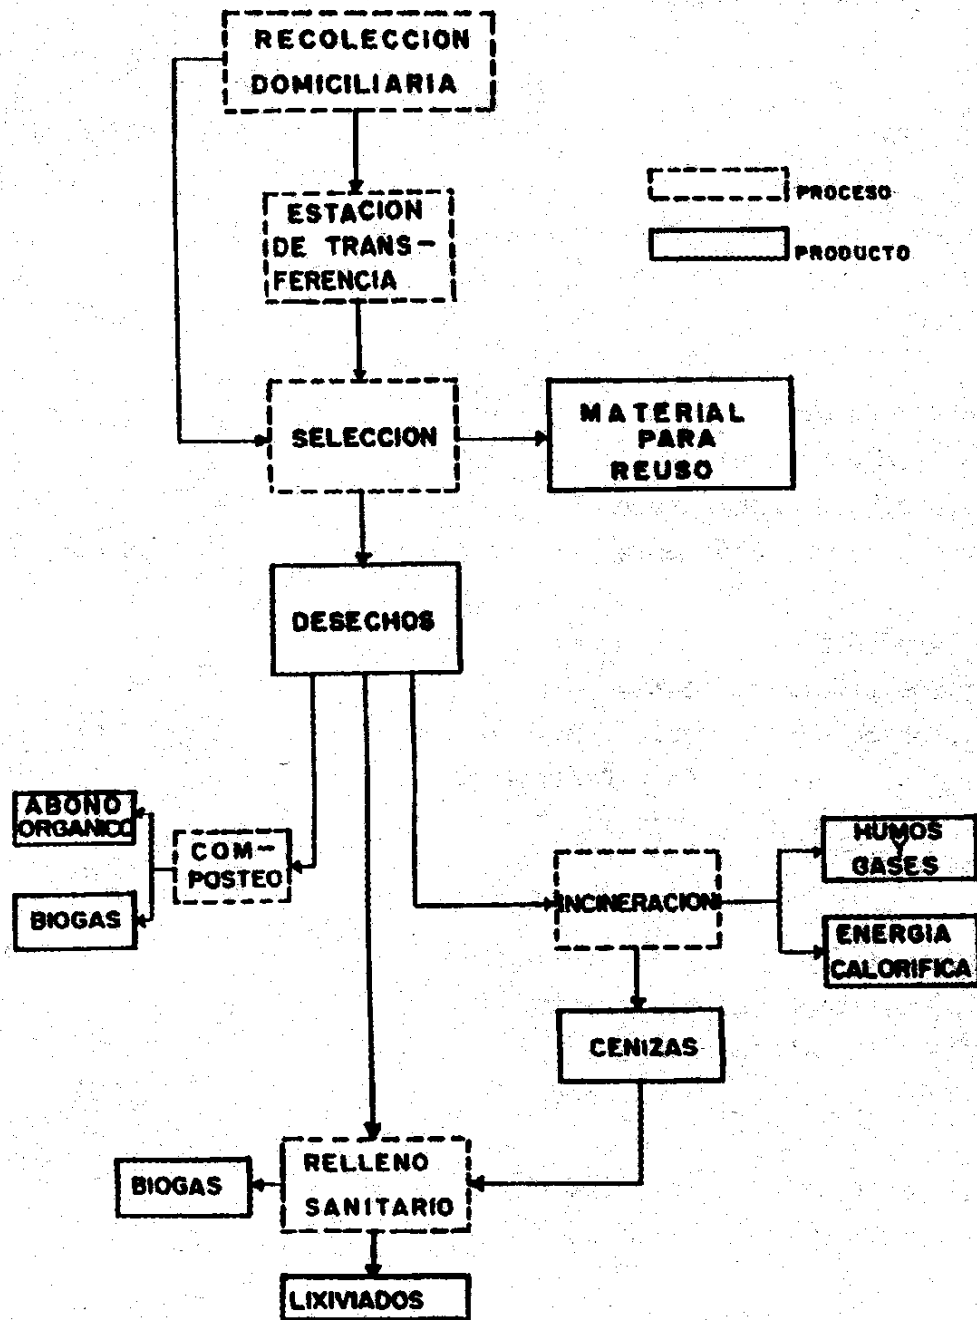 RECOLECCION
DOMICILIARIA
ESTACION
DE TRANS-
FERENCIA
PROCESO
PRODUCTO
SELECCION
MATERIAL
PARA
REUSO
DESECHOS
ABONO
ORGANICO
COM-
POSTEO
BIOGAS
INCINERACION
HUMOS
Y
GASES
ENERGIA
CALORIFICA
CENIZAS
RELLENO
SANITARIO
BIOGAS
LIXIVIADOS